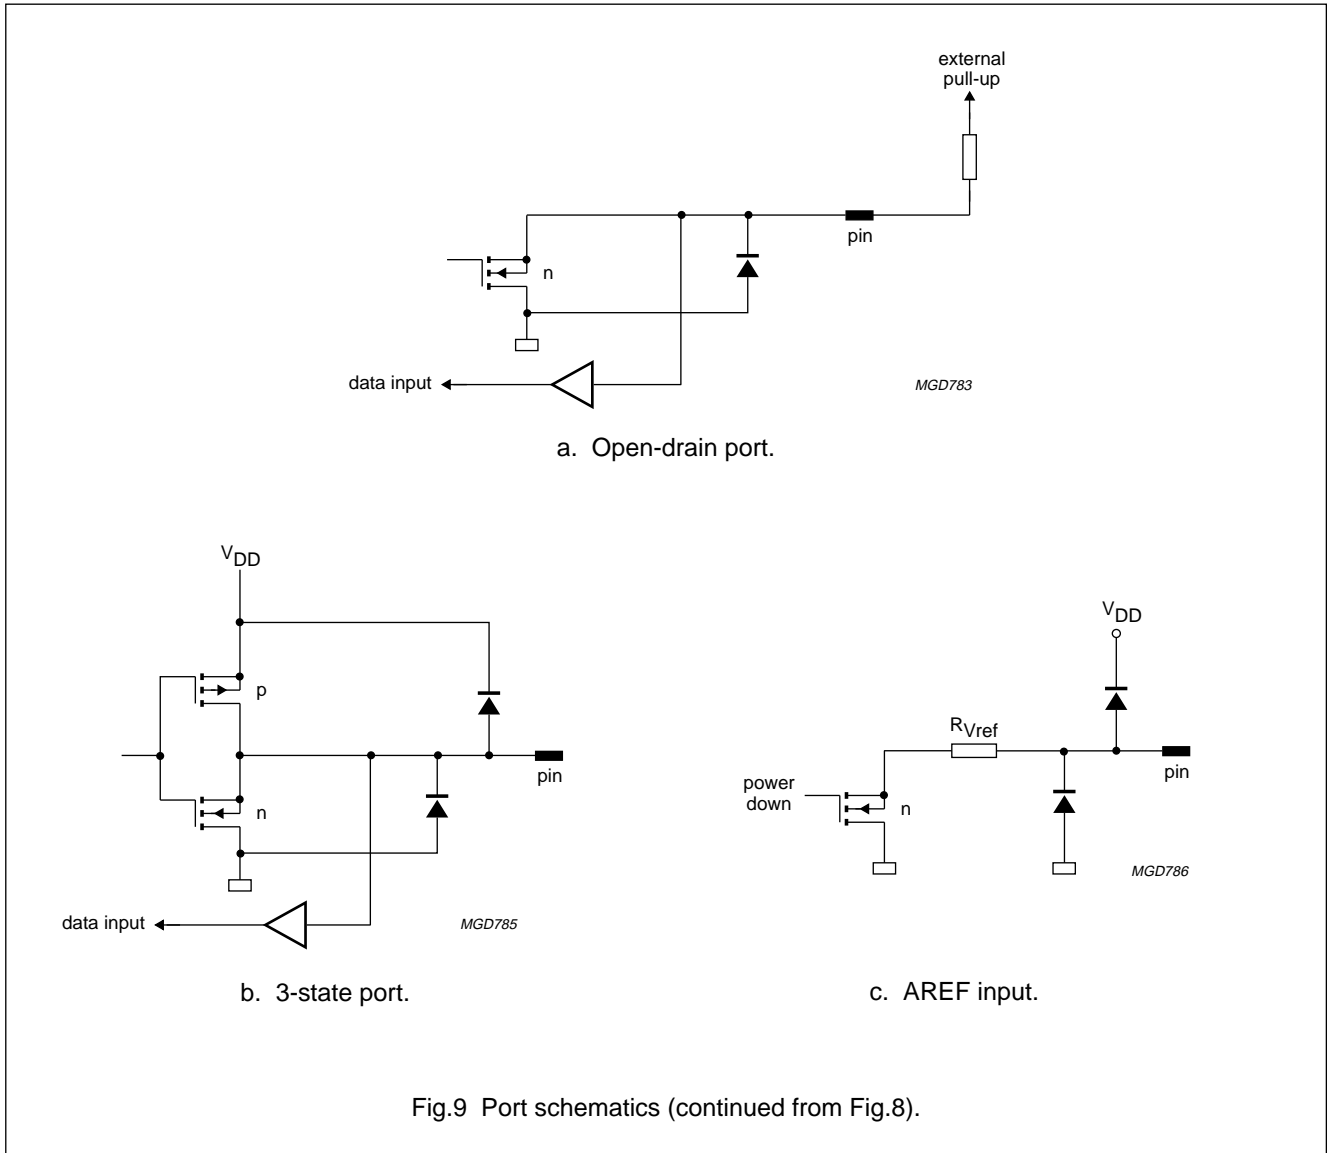 external
pull-up
pin
n
data input
MGD783
a. Open-drain port.
VDD
p
pin
n
data input
MGD785
b. 3-state port.
VDD
RVref
pin
power
down
n
MGD786
c. AREF input.
Fig.9 Port schematics (continued from Fig.8).